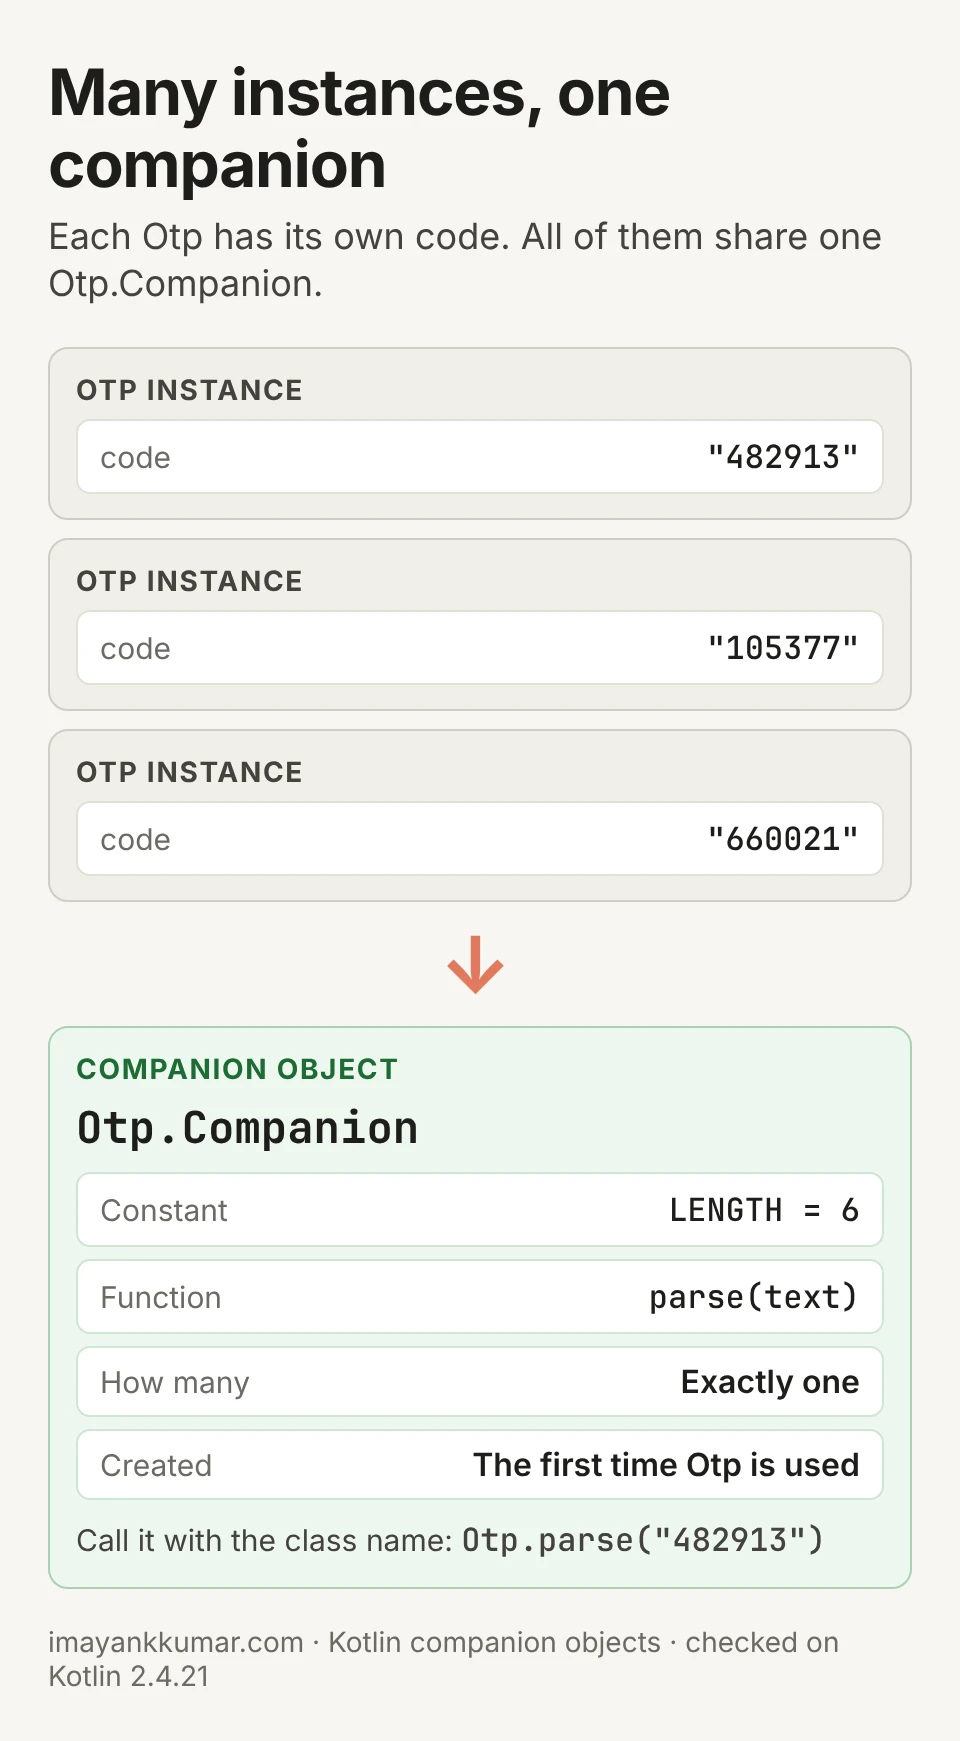 Many instances, one
companion
Each Otp has its own code. All of them share one
Otp.Companion.
OTP INSTANCE
code "482913"
OTP INSTANCE
code "105377"
OTP INSTANCE
code "660021"
COMPANION OBJECT
Otp.Companion
Constant LENGTH = 6
Function parse(text)
How many Exactly one
Created The first time Otp is used
Call it with the class name: Otp.parse("482913")
imayankkumar.com · Kotlin companion objects · checked on
Kotlin 2.4.21